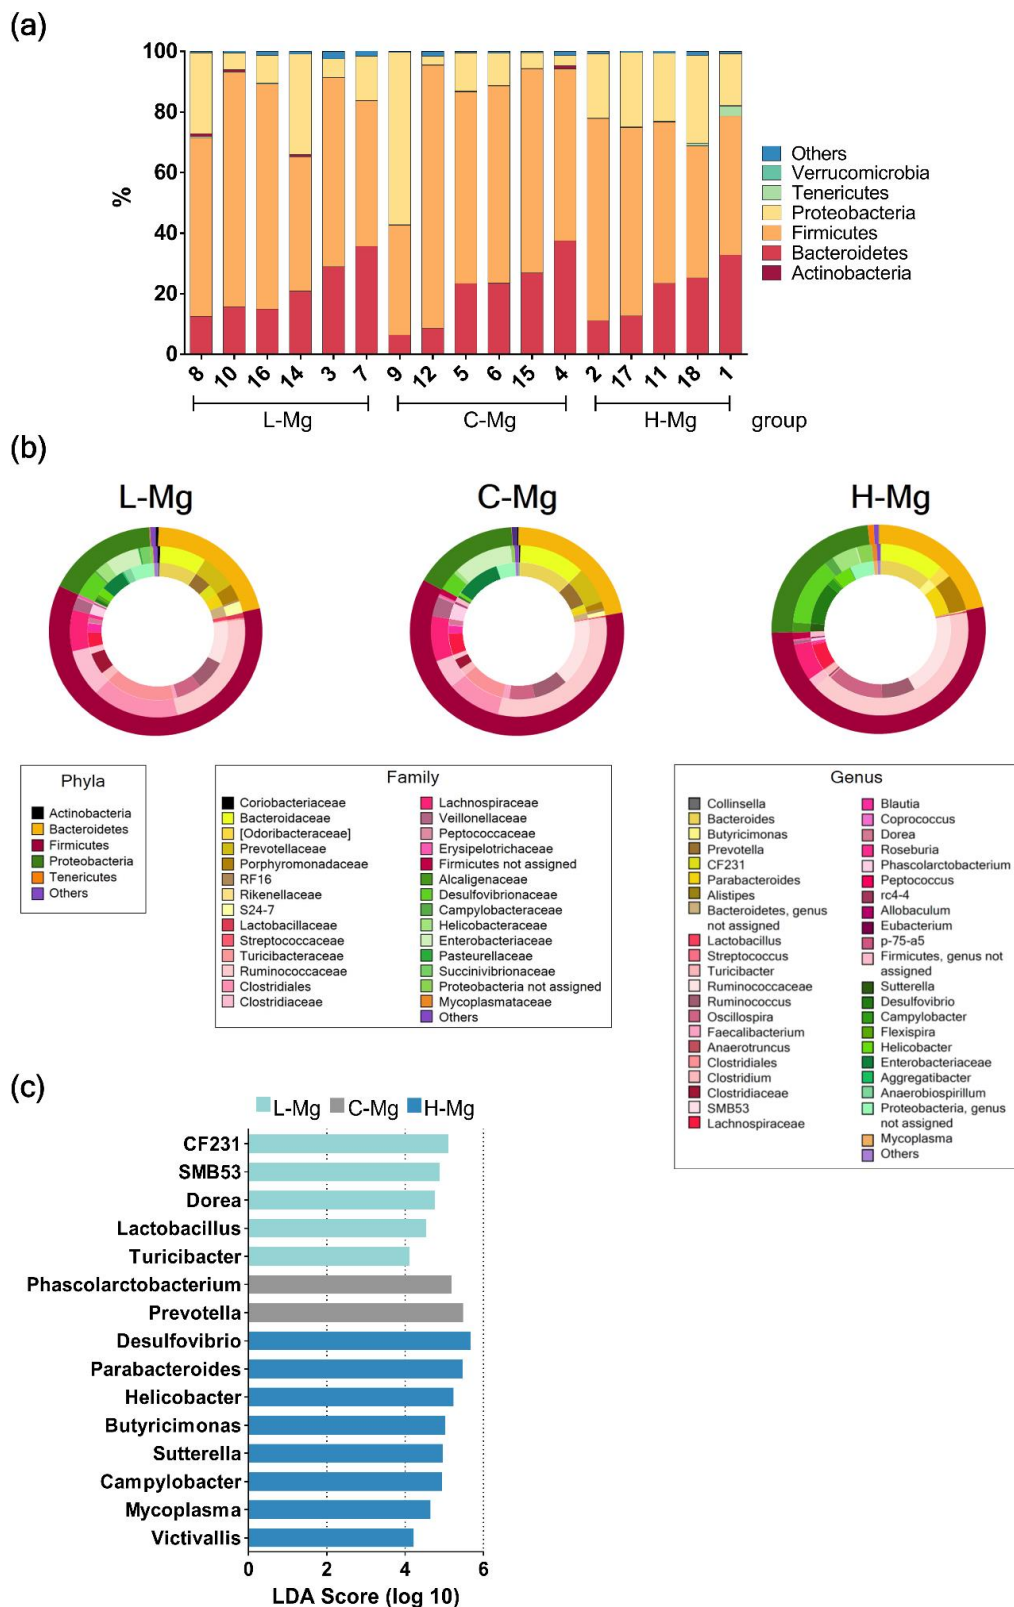 (a)
100
80
60
40
20
0
%
8 10 16 14 3 7 9 12 5 6 15 4 2 17 11 18 1
L-Mg C-Mg H-Mg group
Others
Verrucomicrobia
Tenericutes
Proteobacteria
Firmicutes
Bacteroidetes
Actinobacteria
(b)
L-Mg C-Mg H-Mg
Phyla
Actinobacteria
Bacteroidetes
Firmicutes
Proteobacteria
Tenericutes
Others
Family
Coriobacteriaceae
Bacteroidaceae
[Odoribacteraceae]
Prevotellaceae
Porphyromonadaceae
RF16
Rikenellaceae
S24-7
Lactobacillaceae
Streptococcaceae
Turicibacteraceae
Ruminococcaceae
Clostridiales
Clostridiaceae
Lachnospiraceae
Veillonellaceae
Peptococcaceae
Erysipelotrichaceae
Firmicutes not assigned
Alcaligenaceae
Desulfovibrionaceae
Campylobacteraceae
Helicobacteraceae
Enterobacteriaceae
Pasteurellaceae
Succinivibrionaceae
Proteobacteria not assigned
Mycoplasmataceae
Others
Genus
Collinsella
Bacteroides
Butyricimonas
Prevotella
CF231
Parabacteroides
Alistipes
Bacteroidetes, genus
not assigned
Lactobacillus
Streptococcus
Turicibacter
Ruminoccaceae
Ruminococcus
Oscillospira
Faecalibacterium
Anaerotruncus
Clostridiales
Clostridium
Clostridiaceae
SMB53
Lachnospiraceae
Blautia
Coprococcus
Dorea
Roseburia
Phascolarctobacterium
Peptococcus
rc4-4
Allobaculum
Eubacterium
p-75-a5
Firmicutes, genus not
assigned
Sutterella
Desulfovibrio
Campylobacter
Flexispira
Helicobacter
Enterobacteriaceae
Aggregatibacter
Anaerobiospirillum
Proteobacteria, genus
not assigned
Mycoplasma
Others
(c)
L-Mg C-Mg H-Mg
CF231
SMB53
Dorea
Lactobacillus
Turicibacter
Phascolarctobacterium
Prevotella
Desulfovibrio
Parabacteroides
Helicobacter
Butyricimonas
Sutterella
Campylobacter
Mycoplasma
Victivallis
0 2 4 6
LDA Score (log 10)